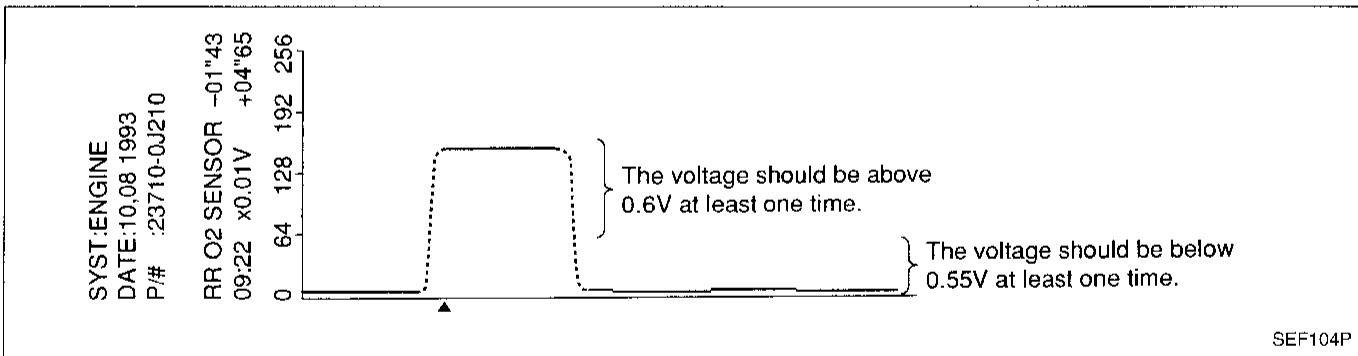 SYST:ENGINE
DATE:10,08 1993
P/# :23710-0J210
RR O2 SENSOR -01"43
09:22 x0.01V +04"65
256
192
128
64
0
The voltage should be above
0.6V at least one time.
The voltage should be below
0.55V at least one time.
SEF104P